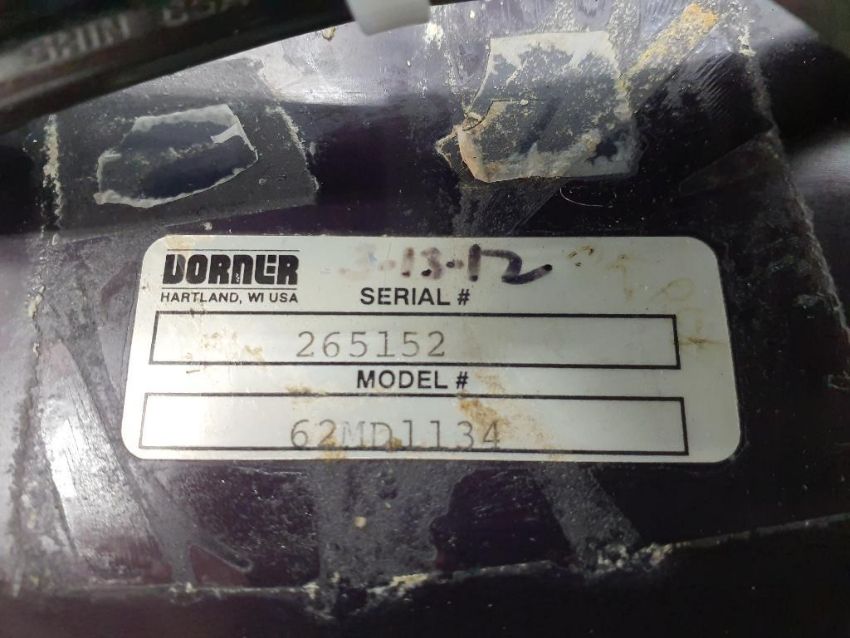 DORNER
3-13-12
HARTLAND, WI USA
SERIAL #
265152
MODEL #
62MD1134